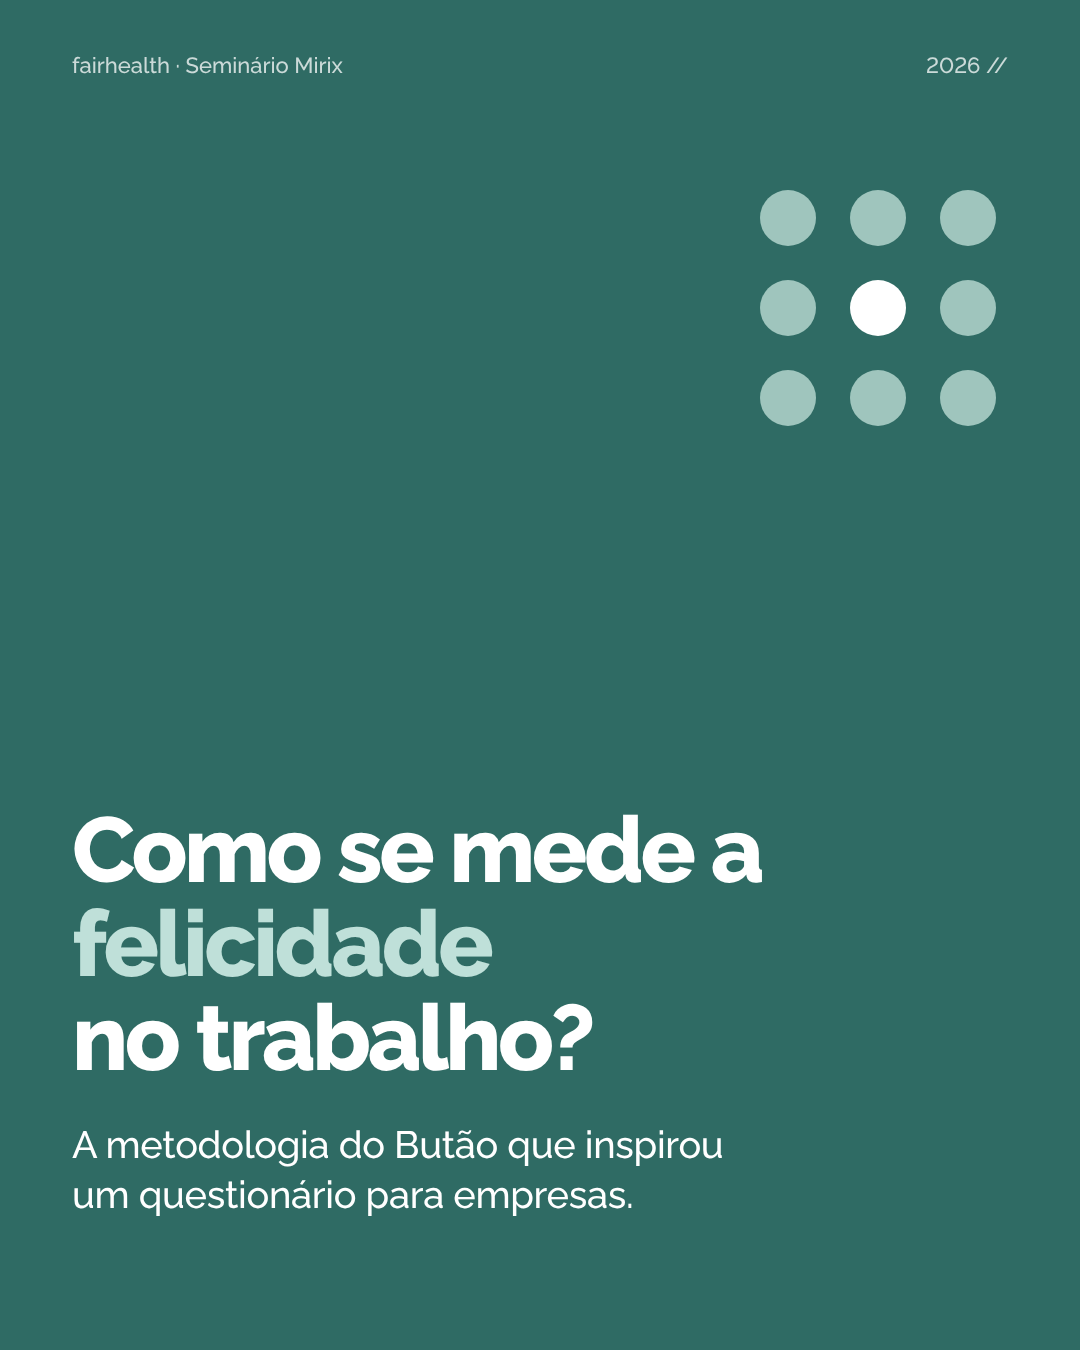 fairhealth · Seminário Mirix
2026 //
Como se mede a
felicidade
no trabalho?
A metodologia do Butão que inspirou
um questionário para empresas.